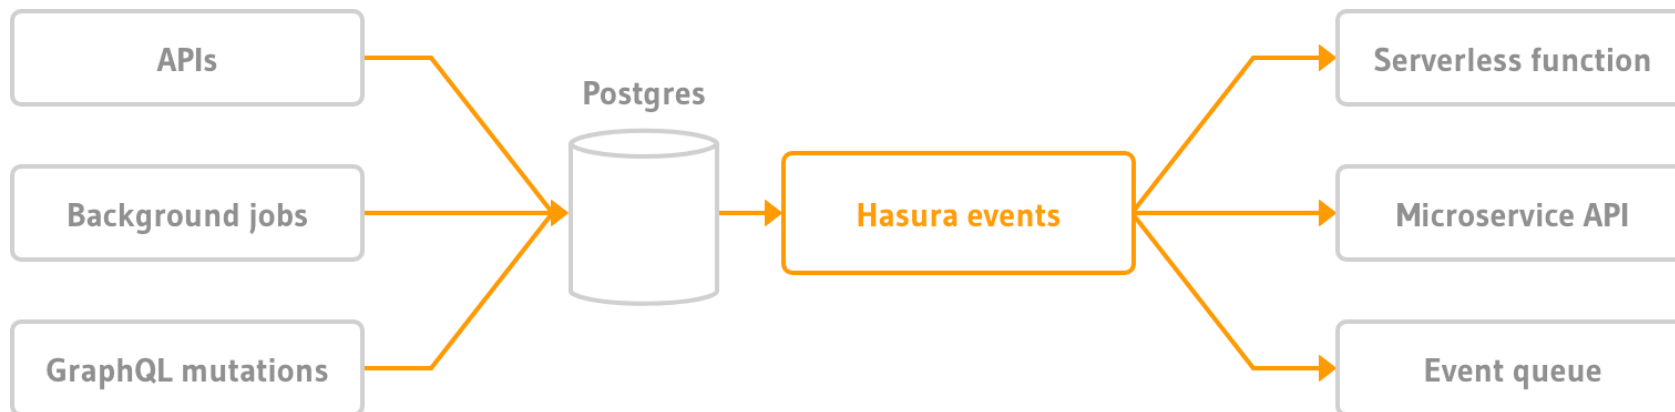 APIs
Postgres
Serverless function
Background jobs
Hasura events
Microservice API
GraphQL mutations
Event queue